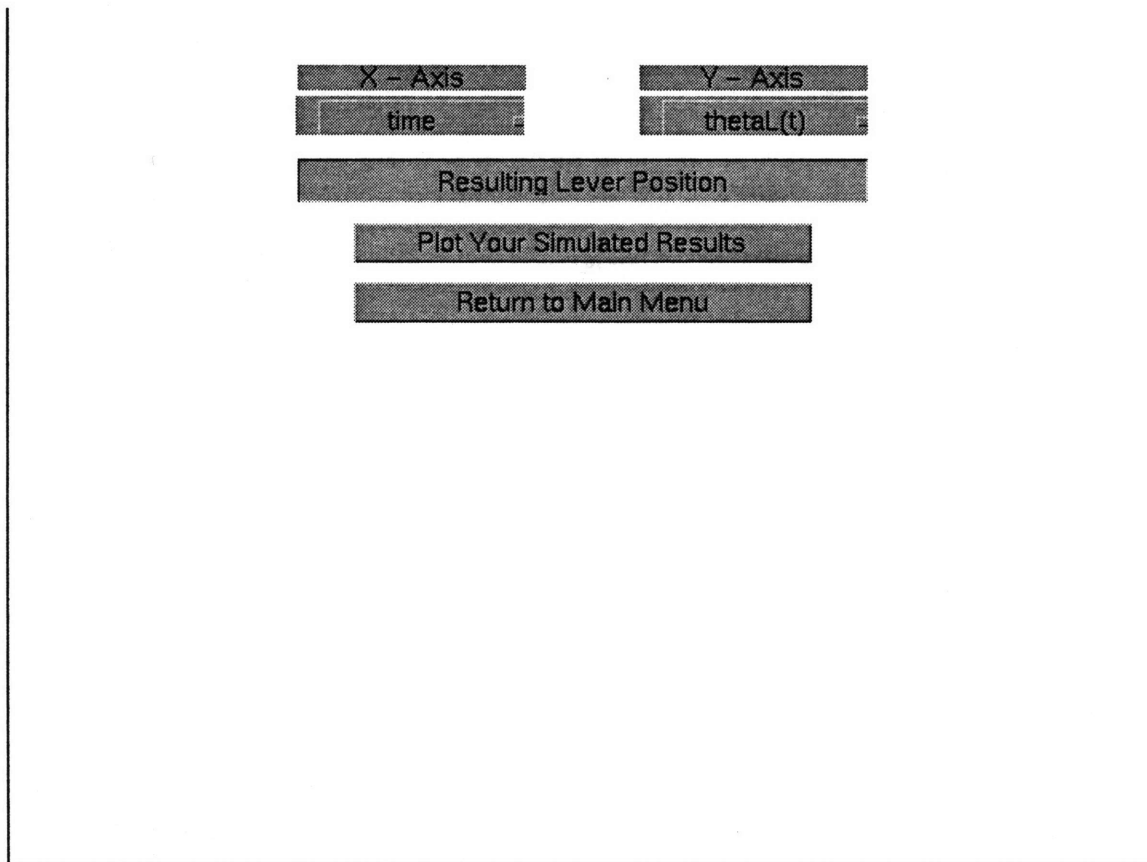 X - Axis Y - Axis
time thetaL(t)
Resulting Lever Position
Plot Your Simulated Results
Return to Main Menu